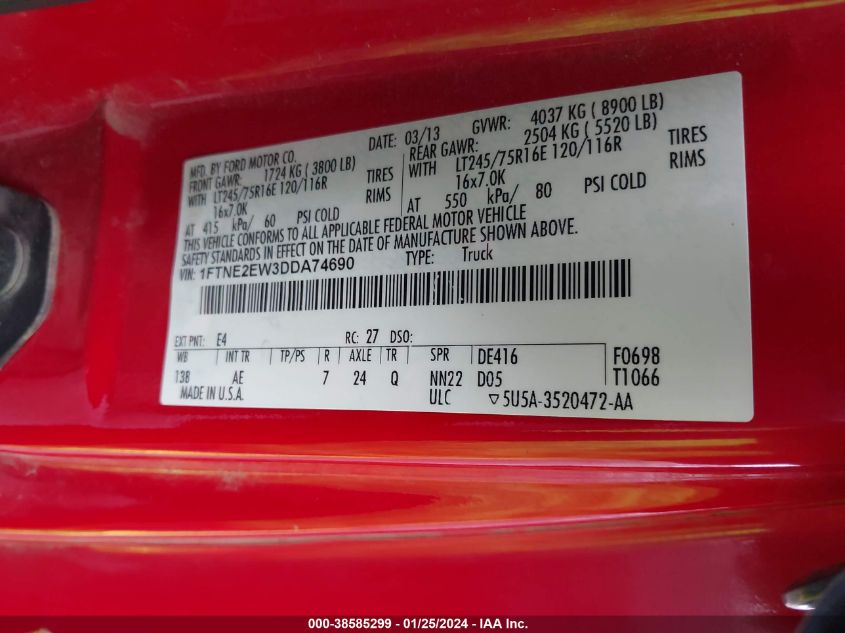 MFD. BY FORD MOTOR CO.
DATE: 03/13 GVWR: 4037 KG ( 8900 LB)
FRONT GAWR: 1724 KG ( 3800 LB) REAR GAWR: 2504 KG ( 5520 LB)
WITH LT245/75R16E 120/116R TIRES WITH LT245/75R16E 120/116R TIRES
16x7.0K RIMS 16x7.0K RIMS
AT 415 kPa/ 60 PSI COLD AT 550 kPa/ 80 PSI COLD
THIS VEHICLE CONFORMS TO ALL APPLICABLE FEDERAL MOTOR VEHICLE
SAFETY STANDARDS IN EFFECT ON THE DATE OF MANUFACTURE SHOWN ABOVE.
VIN: 1FTNE2EW3DDA74690 TYPE: Truck
EXT PNT: E4 RC: 27 DSO:
WB INT TR TP/PS R AXLE TR SPR DE416 F0698
138 AE 7 24 Q NN22 D05 T1066
MADE IN U.S.A. ULC ▽5U5A-3520472-AA
000-38585299 - 01/25/2024 - IAA Inc.